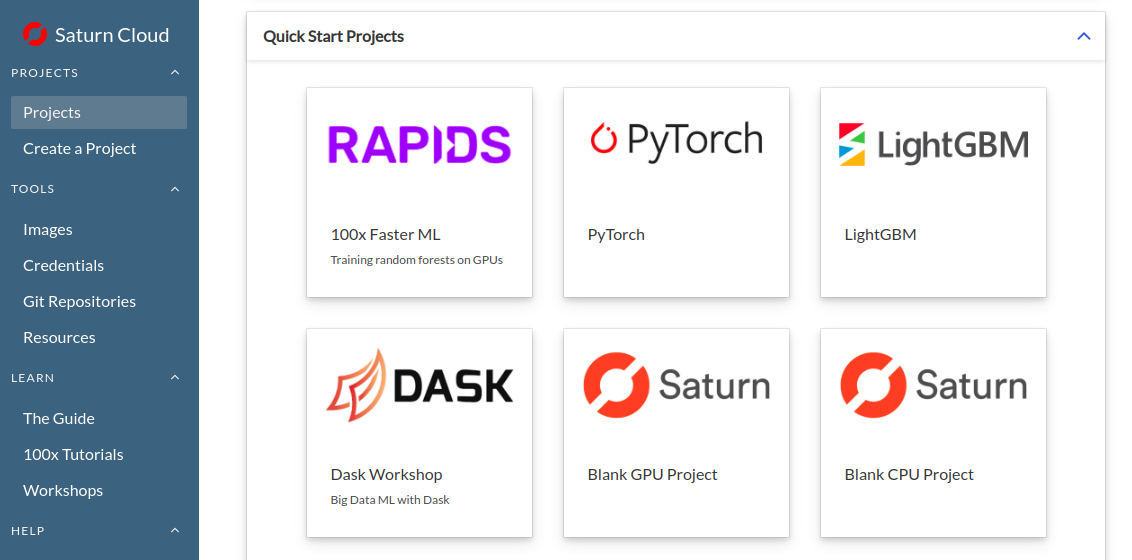 Saturn Cloud
PROJECTS
Projects
Create a Project
TOOLS
Images
Credentials
Git Repositories
Resources
LEARN
The Guide
100x Tutorials
Workshops
HELP
Quick Start Projects
RAPIDS
100x Faster ML
Training random forests on GPUs
PyTorch
PyTorch
LightGBM
LightGBM
DASK
Dask Workshop
Big Data ML with Dask
Saturn
Blank GPU Project
Saturn
Blank CPU Project